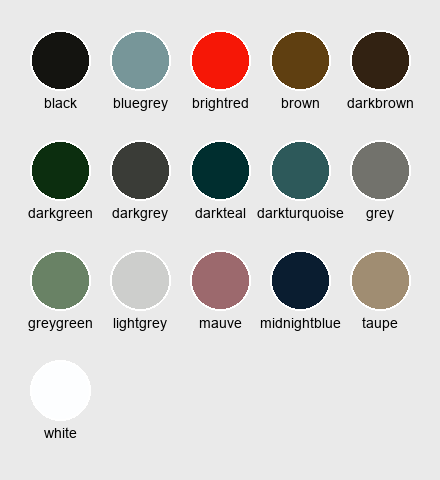 black bluegrey brightred brown darkbrown
darkgreen darkgrey darkteal darkturquoise grey
greygreen lightgrey mauve midnightblue taupe
white